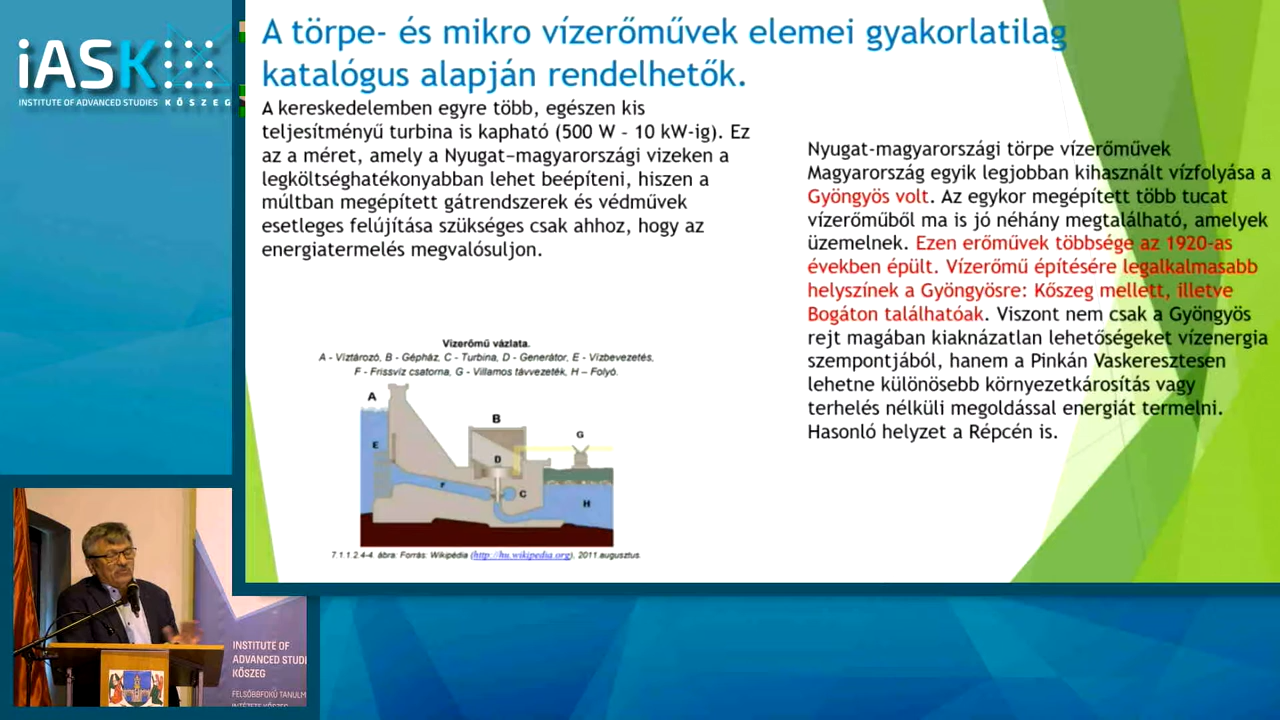 iASK
INSTITUTE OF ADVANCED STUDIES KŐSZEG
A törpe- és mikro vízerőművek elemei gyakorlatilag
katalógus alapján rendelhetők.
A kereskedelemben egyre több, egészen kis
teljesítményű turbina is kapható (500 W – 10 kW-ig). Ez
az a méret, amely a Nyugat–magyarországi vizeken a
legköltséghatékonyabban lehet beépíteni, hiszen a
múltban megépített gátrendszerek és védművek
esetleges felújítása szükséges csak ahhoz, hogy az
energiatermelés megvalósuljon.
Vízerőmű vázlata.
A - Víztározó, B - Gépház, C - Turbina, D - Generátor, E - Vízbevezetés,
F - Frissvíz csatorna, G - Villamos távvezeték, H – Folyó.
A
B
G
E
D
F
C
H
7.1.1.2.4-4. ábra: Forrás: Wikipédia (http://hu.wikipedia.org), 2011.augusztus.
Nyugat-magyarországi törpe vízerőművek
Magyarország egyik legjobban kihasznált vízfolyása a
Gyöngyös volt. Az egykor megépített több tucat
vízerőműből ma is jó néhány megtalálható, amelyek
üzemelnek. Ezen erőművek többsége az 1920-as
években épült. Vízerőmű építésére legalkalmasabb
helyszínek a Gyöngyösre: Kőszeg mellett, illetve
Bogáton találhatóak. Viszont nem csak a Gyöngyös
rejt magában kiaknázatlan lehetőségeket vízenergia
szempontjából, hanem a Pinkán Vaskeresztesen
lehetne különösebb környezetkárosítás vagy
terhelés nélküli megoldással energiát termelni.
Hasonló helyzet a Répcén is.
INSTITUTE OF
ADVANCED STUDI
KŐSZEG
FELSŐBBFOKÚ TANULM
INTÉZETE KŐSZEG